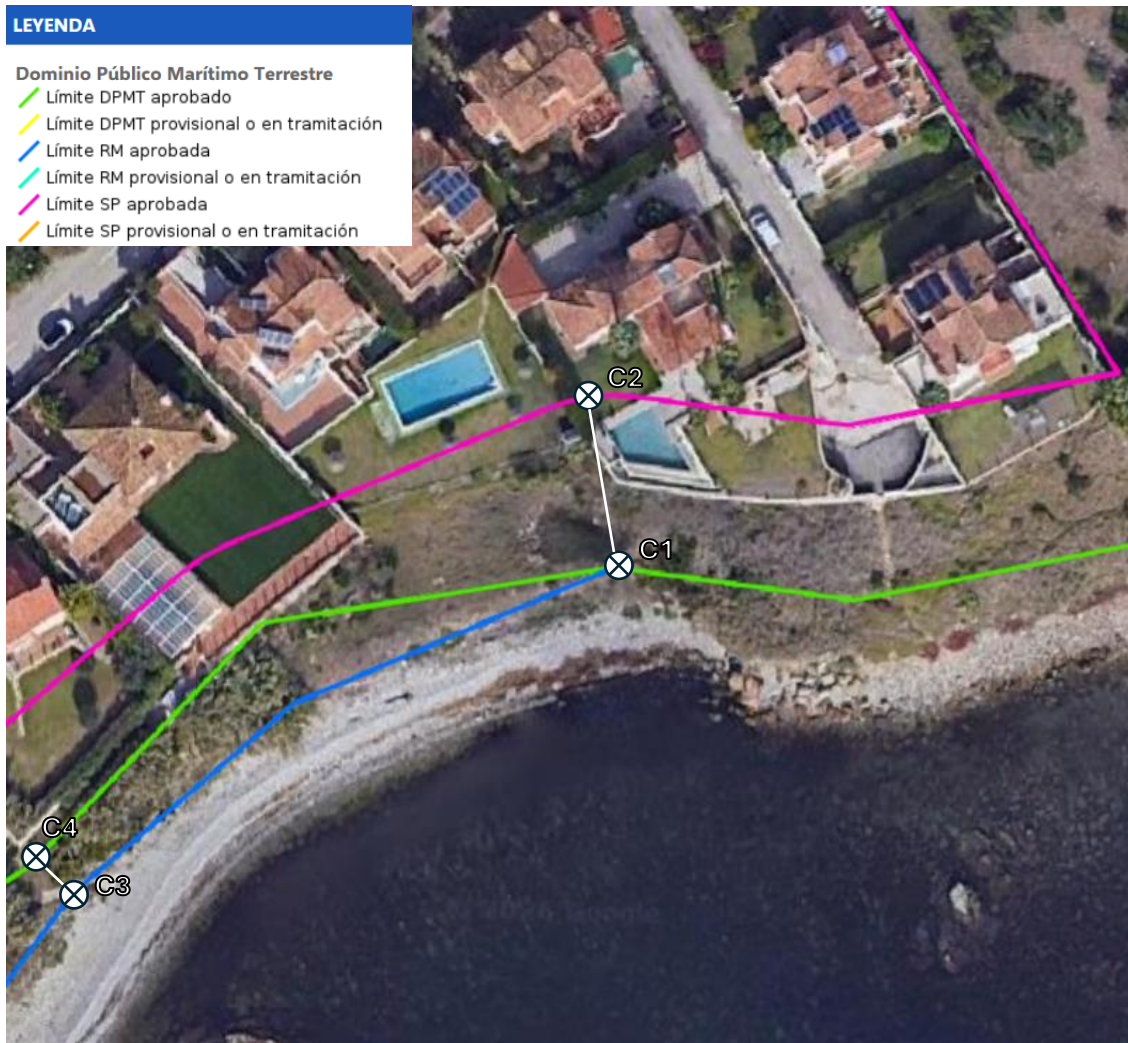 LEYENDA
Dominio Público Marítimo Terrestre
Límite DPMT aprobado
Límite DPMT provisional o en tramitación
Límite RM aprobada
Límite RM provisional o en tramitación
Límite SP aprobada
Límite SP provisional o en tramitación
C2
C1
C4
C3